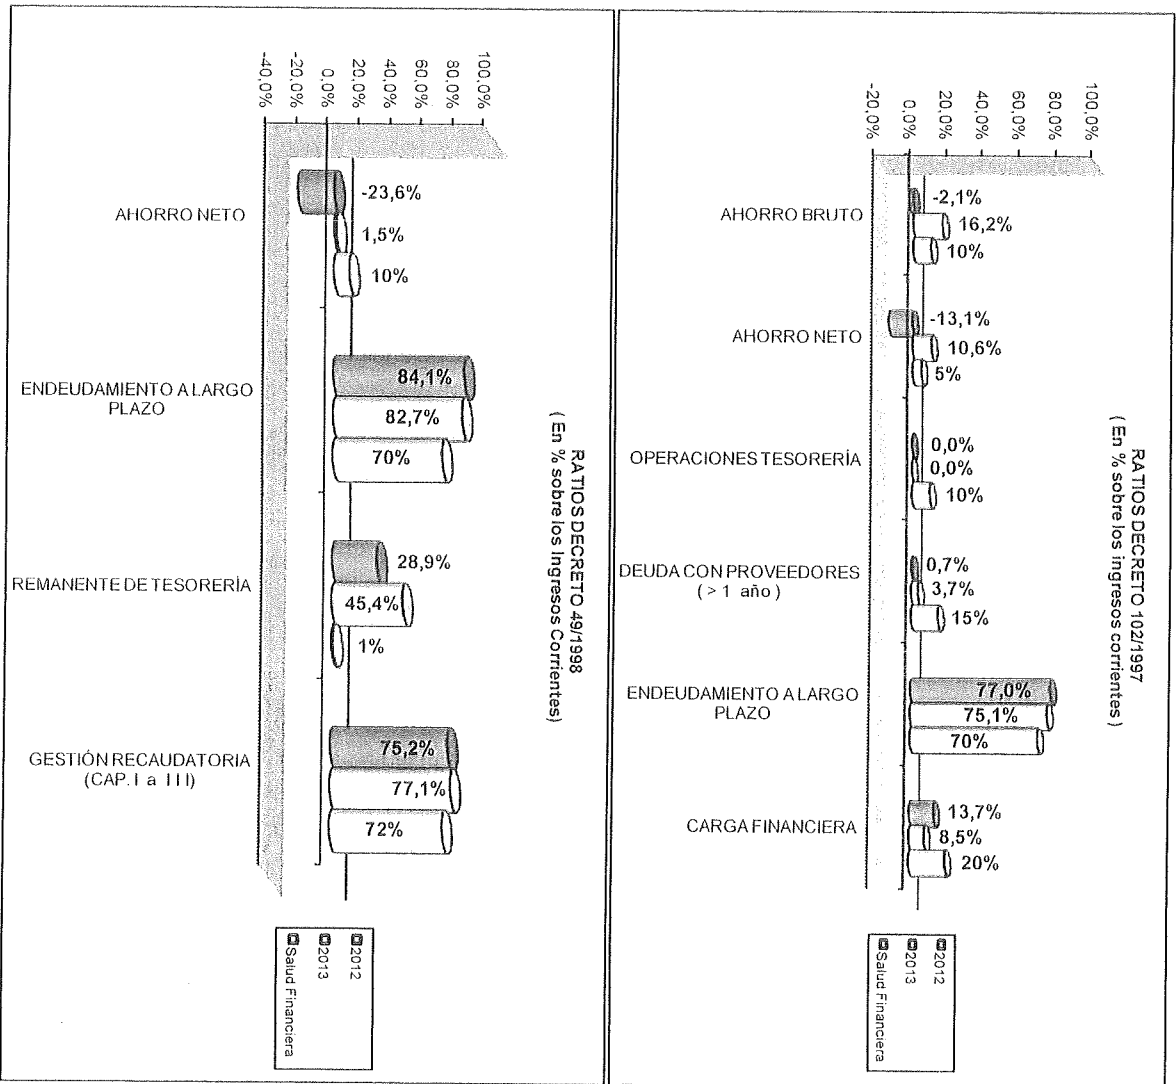 RATIOS DECRETO 102/1997
( En % sobre los ingresos corrientes )
100,0%
80,0%
60,0%
40,0%
20,0%
0,0%
-20,0%
AHORRO BRUTO
-2,1%
16,2%
10%
AHORRO NETO
-13,1%
10,6%
5%
OPERACIONES TESORERÍA
0,0%
0,0%
10%
DEUDA CON PROVEEDORES
( > 1 año )
0,7%
3,7%
15%
ENDEUDAMIENTO A LARGO
PLAZO
77,0%
75,1%
70%
CARGA FINANCIERA
13,7%
8,5%
20%
2012
2013
Salud Financiera
RATIOS DECRETO 49/1998
( En % sobre los Ingresos Corrientes)
100,0%
80,0%
60,0%
40,0%
20,0%
0,0%
-20,0%
-40,0%
AHORRO NETO
-23,6%
1,5%
10%
ENDEUDAMIENTO A LARGO
PLAZO
84,1%
82,7%
70%
REMANENTE DE TESORERÍA
28,9%
45,4%
1%
GESTIÓN RECAUDATORIA
(CAP. I a III)
75,2%
77,1%
72%
2012
2013
Salud Financiera